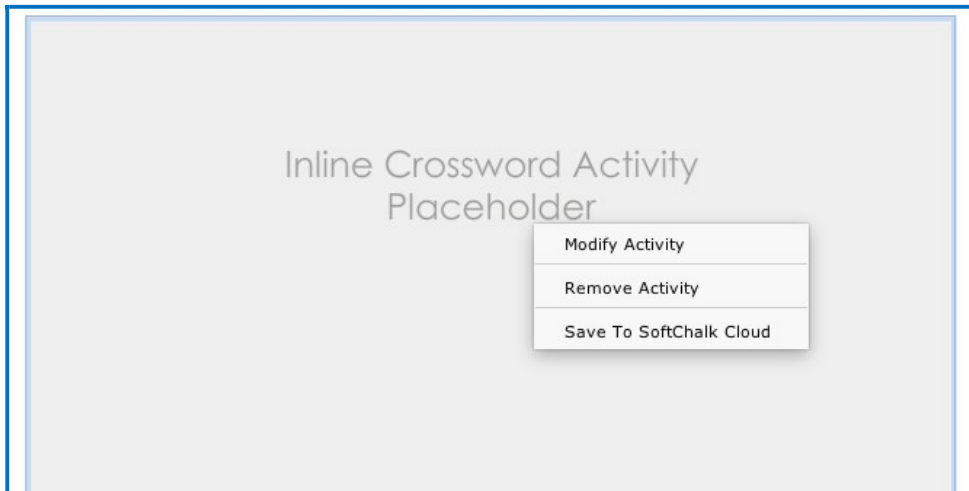 Inline Crossword Activity
Placeholder
Modify Activity
Remove Activity
Save To SoftChalk Cloud